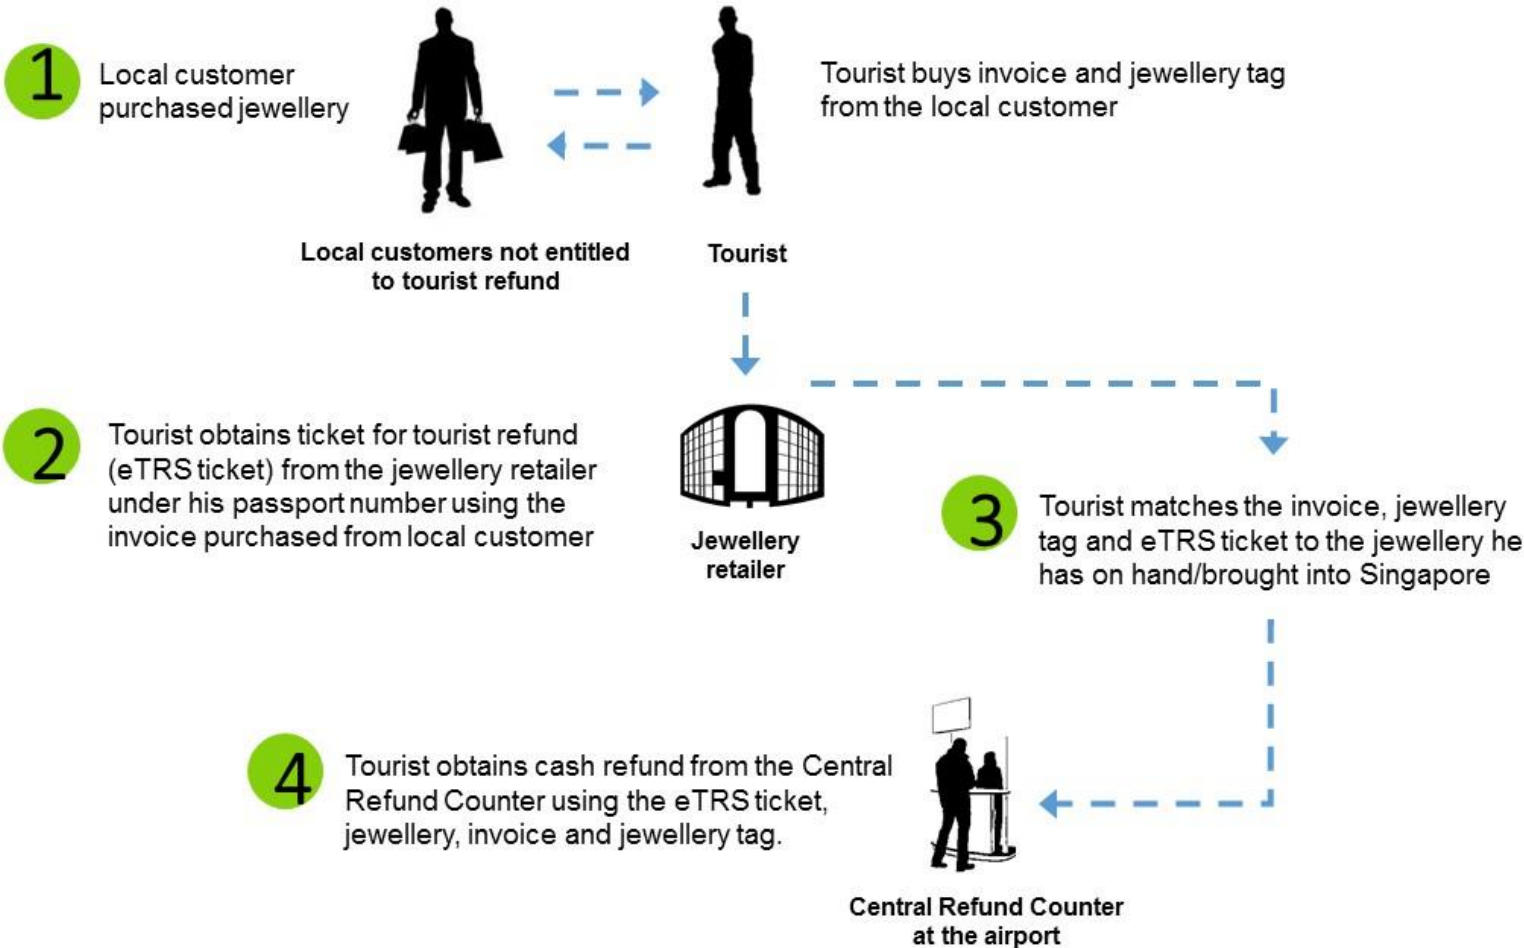 1
Local customer
purchased jewellery
Tourist buys invoice and jewellery tag
from the local customer
Local customers not entitled
to tourist refund
Tourist
2
Tourist obtains ticket for tourist refund
(eTRS ticket) from the jewellery retailer
under his passport number using the
invoice purchased from local customer
Jewellery
retailer
3
Tourist matches the invoice, jewellery
tag and eTRS ticket to the jewellery he
has on hand/brought into Singapore
4
Tourist obtains cash refund from the Central
Refund Counter using the eTRS ticket,
jewellery, invoice and jewellery tag.
Central Refund Counter
at the airport